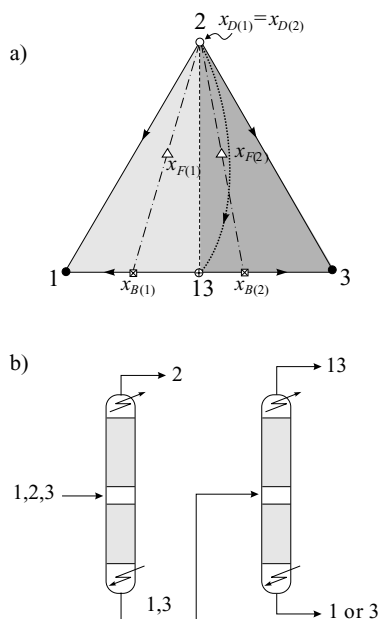 a)
2
x_{D(1)}=x_{D(2)}
x_{F(1)}
x_{F(2)}
1
x_{B(1)}
13
x_{B(2)}
3
b)
2
13
1,2,3
1,3
1 or 3